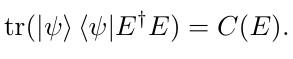 tr(|ψ⟩ ⟨ψ|E†E) = C(E).